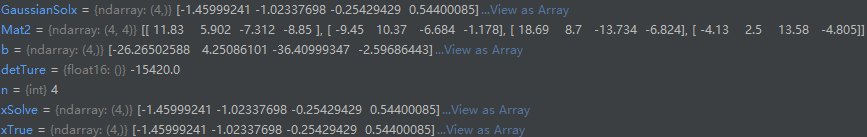 GaussianSolx = {ndarray: (4,)} [-1.45999241 -1.02337698 -0.25429429 0.54400085]...View as Array
Mat2 = {ndarray: (4, 4)} [[ 11.83 5.902 -7.312 -8.85 ], [ -9.45 10.37 -6.684 -1.178], [ 18.69 8.7 -13.734 -6.824], [ -4.13 2.5 13.58 -4.805]]
b = {ndarray: (4,)} [-26.26502588 4.25086101 -36.40999347 -2.59686443]...View as Array
detTure = {float16: ()} -15420.0
n = {int} 4
xSolve = {ndarray: (4,)} [-1.45999241 -1.02337698 -0.25429429 0.54400085]...View as Array
xTrue = {ndarray: (4,)} [-1.45999241 -1.02337698 -0.25429429 0.54400085]...View as Array